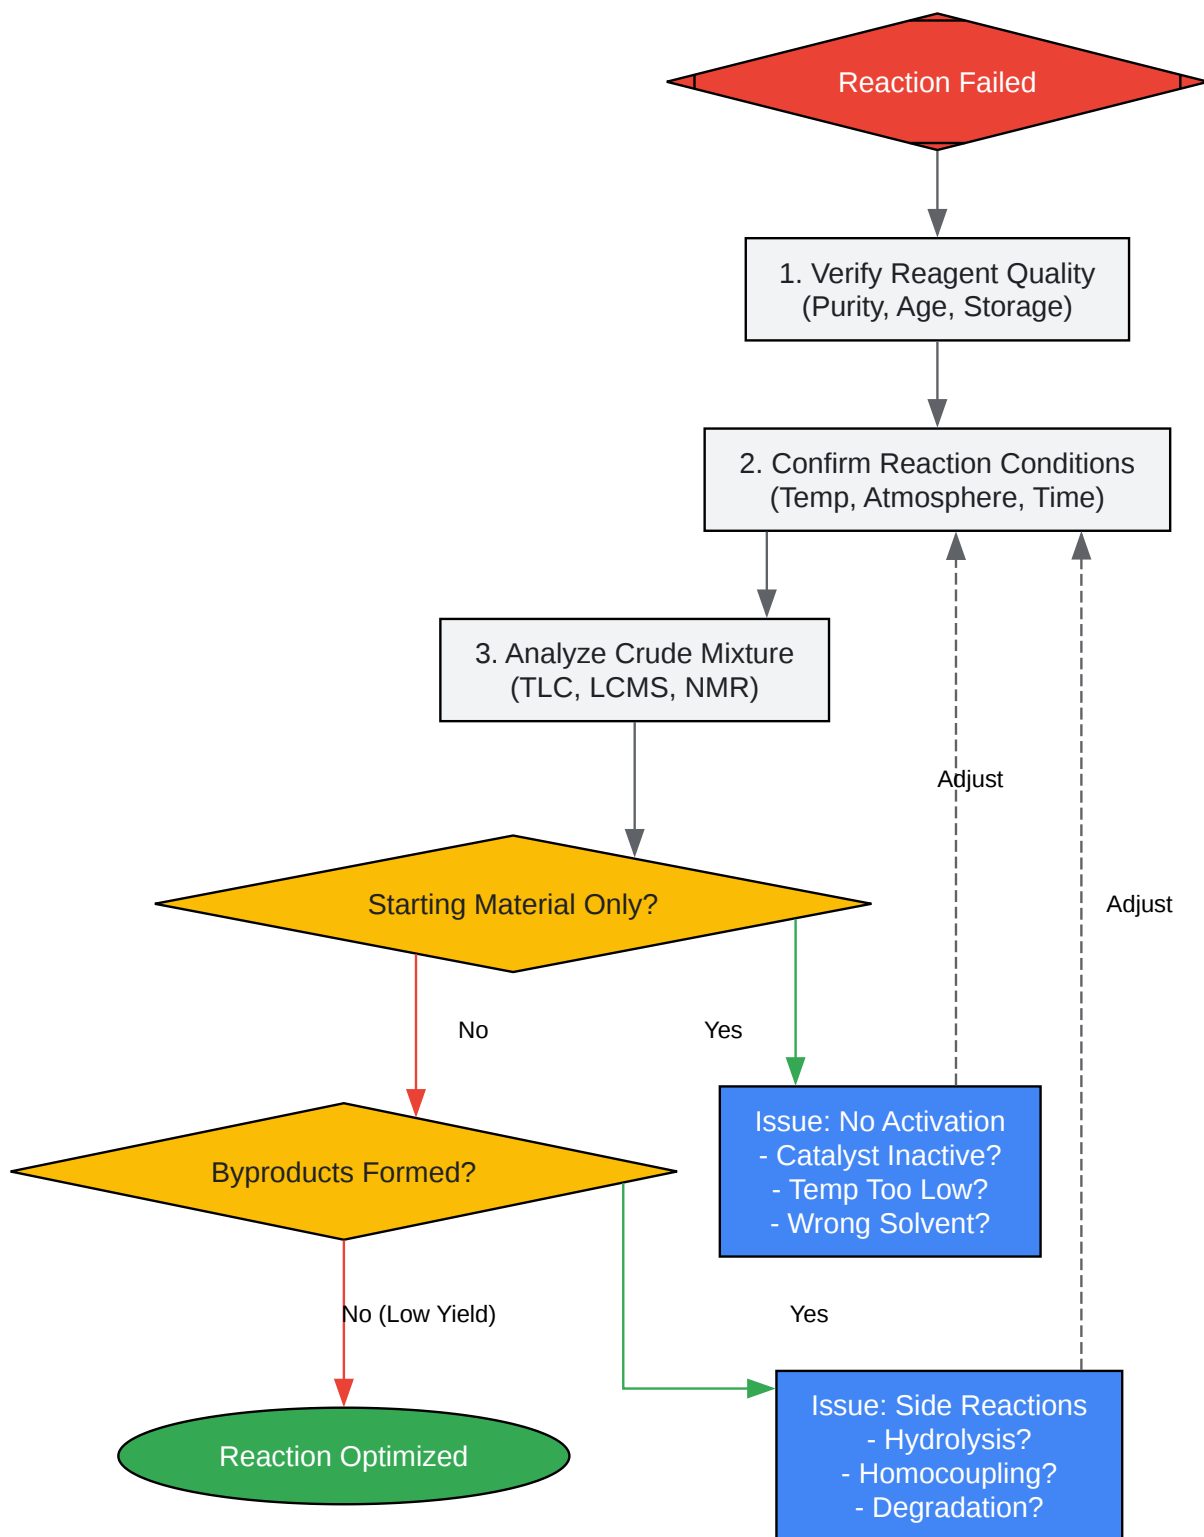 Reaction Failed
1. Verify Reagent Quality
(Purity, Age, Storage)
2. Confirm Reaction Conditions
(Temp, Atmosphere, Time)
3. Analyze Crude Mixture
(TLC, LCMS, NMR)
Adjust
Starting Material Only?
Adjust
No
Yes
Issue: No Activation
- Catalyst Inactive?
- Temp Too Low?
- Wrong Solvent?
Byproducts Formed?
No (Low Yield)
Yes
Reaction Optimized
Issue: Side Reactions
- Hydrolysis?
- Homocoupling?
- Degradation?